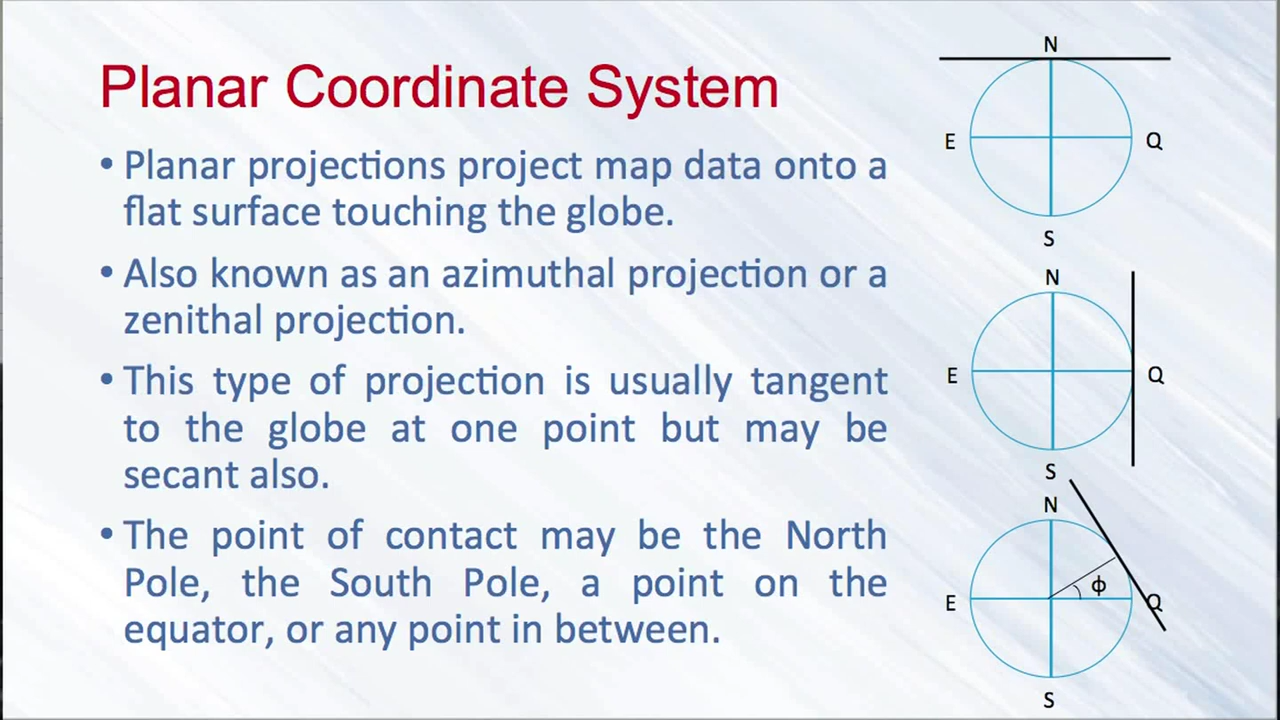 Planar Coordinate System
• Planar projections project map data onto a
flat surface touching the globe.
• Also known as an azimuthal projection or a
zenithal projection.
• This type of projection is usually tangent
to the globe at one point but may be
secant also.
• The point of contact may be the North
Pole, the South Pole, a point on the
equator, or any point in between.
N
E Q
S
N
E Q
S
N
ϕ
E Q
S